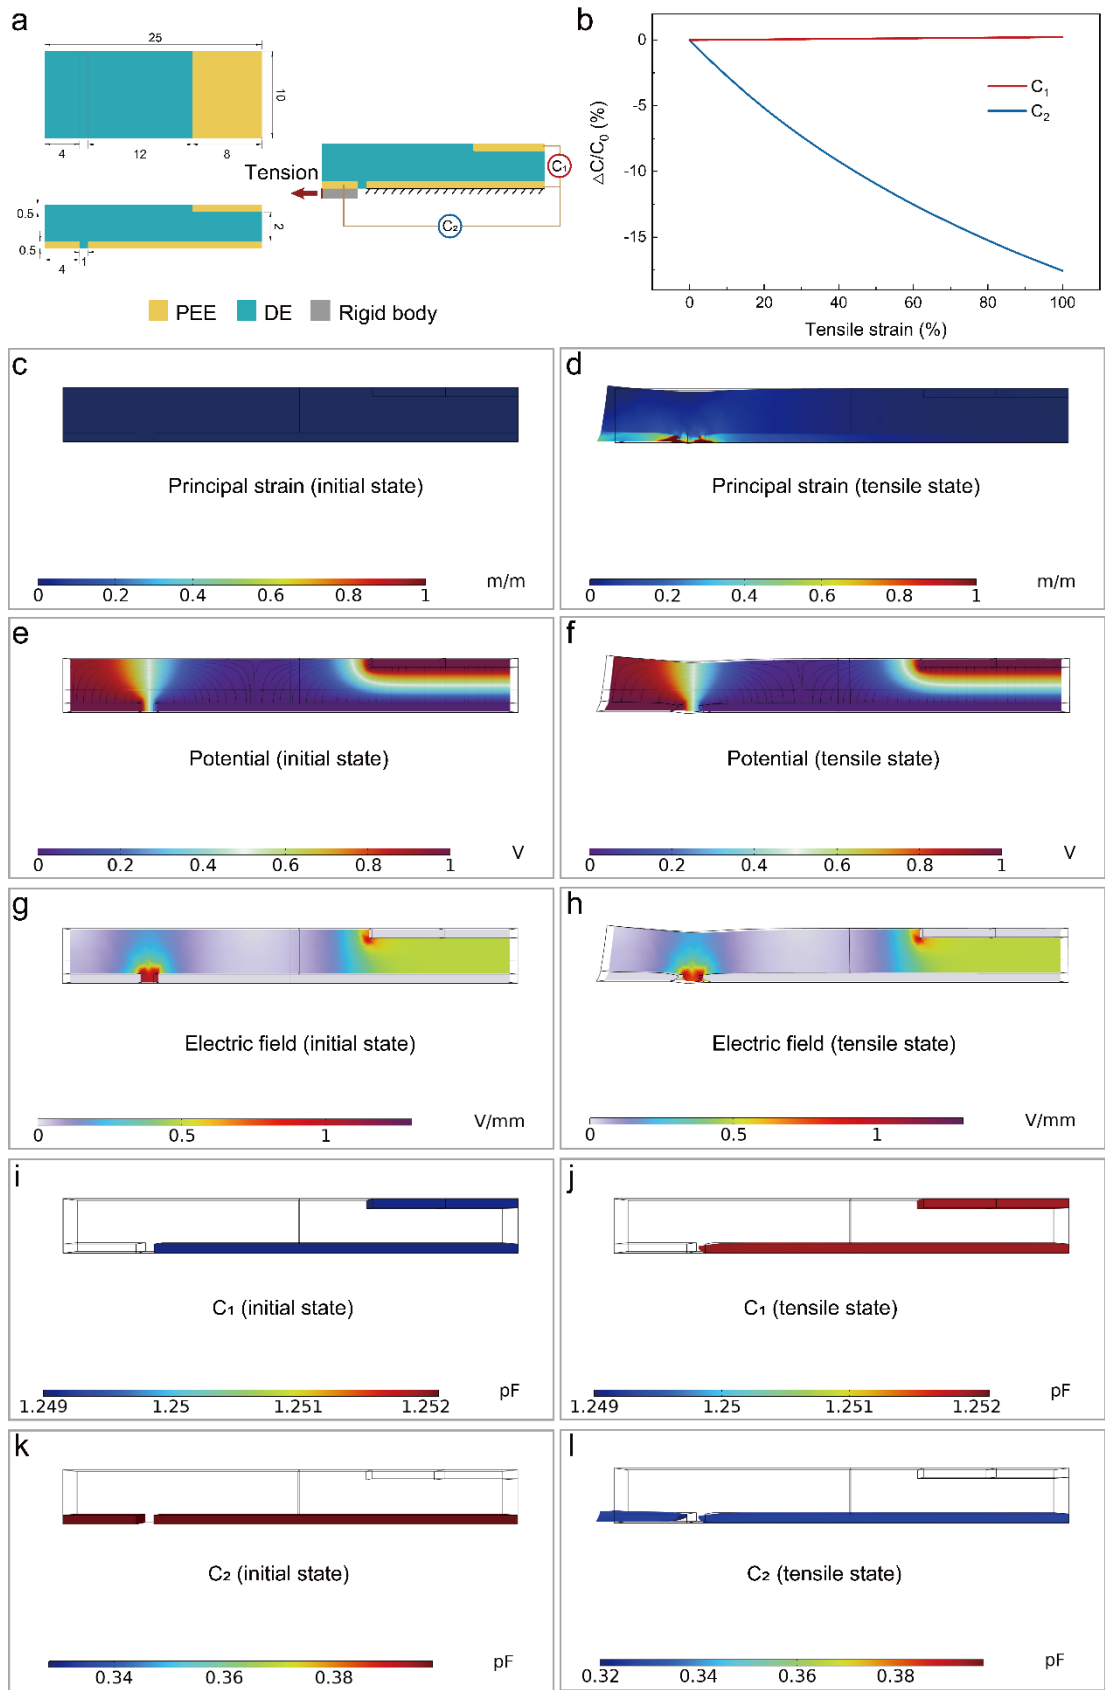 a
25
10
4
12
8
0.5
2
0.5
4
1
Tension
C₁
C₂
PEE
DE
Rigid body
b
ΔC/C₀ (%)
0
-5
-10
-15
C₁
C₂
0 20 40 60 80 100
Tensile strain (%)
c
Principal strain (initial state)
m/m
0 0.2 0.4 0.6 0.8 1
d
Principal strain (tensile state)
m/m
0 0.2 0.4 0.6 0.8 1
e
Potential (initial state)
V
0 0.2 0.4 0.6 0.8 1
f
Potential (tensile state)
V
0 0.2 0.4 0.6 0.8 1
g
Electric field (initial state)
V/mm
0 0.5 1
h
Electric field (tensile state)
V/mm
0 0.5 1
i
C₁ (initial state)
pF
1.249 1.25 1.251 1.252
j
C₁ (tensile state)
pF
1.249 1.25 1.251 1.252
k
C₂ (initial state)
pF
0.34 0.36 0.38
l
C₂ (tensile state)
pF
0.32 0.34 0.36 0.38